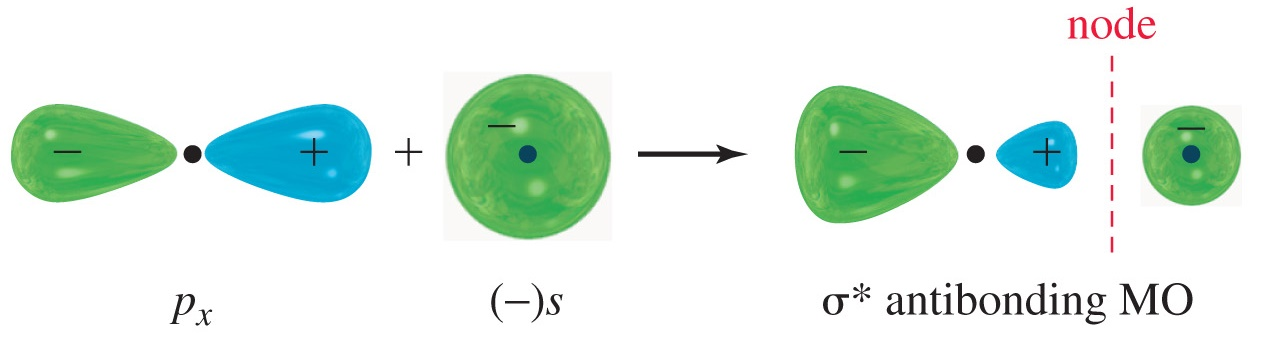 node
− + + − − + −
pₓ (−)s σ* antibonding MO